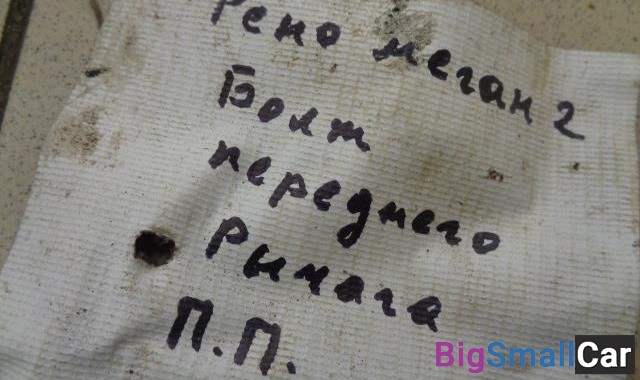 Рено меган 2
Болт
переднего
рычага
П.П.
BigSmallCar